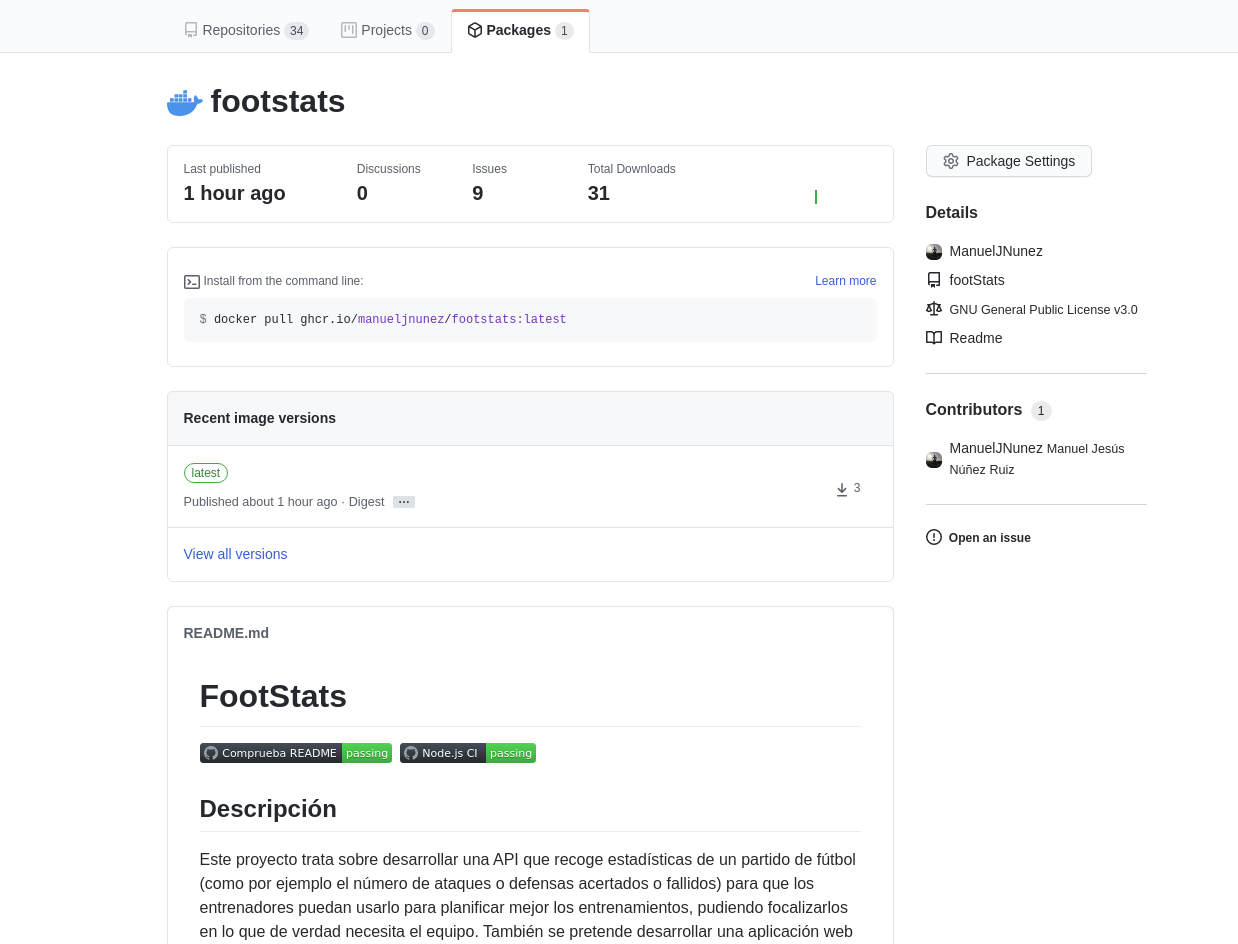 Repositories 34 Projects 0 Packages 1
footstats
Last published Discussions Issues Total Downloads
1 hour ago 0 9 31
Install from the command line: Learn more
$ docker pull ghcr.io/manueljnunez/footstats:latest
Recent image versions
latest
Published about 1 hour ago · Digest ...
3
View all versions
README.md
FootStats
Comprueba README passing Node.js CI passing
Descripción
Este proyecto trata sobre desarrollar una API que recoge estadísticas de un partido de fútbol
(como por ejemplo el número de ataques o defensas acertados o fallidos) para que los
entrenadores puedan usarlo para planificar mejor los entrenamientos, pudiendo focalizarlos
en lo que de verdad necesita el equipo. También se pretende desarrollar una aplicación web
Package Settings
Details
ManuelJNunez
footStats
GNU General Public License v3.0
Readme
Contributors 1
ManuelJNunez Manuel Jesús
Núñez Ruiz
Open an issue